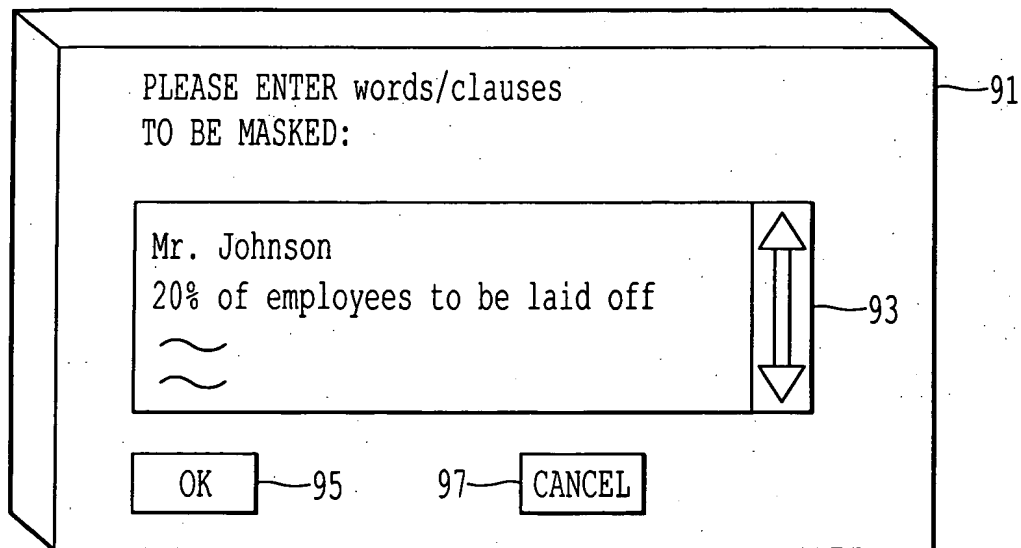 PLEASE ENTER words/clauses
TO BE MASKED:
91
Mr. Johnson
20% of employees to be laid off
93
OK
95
97
CANCEL